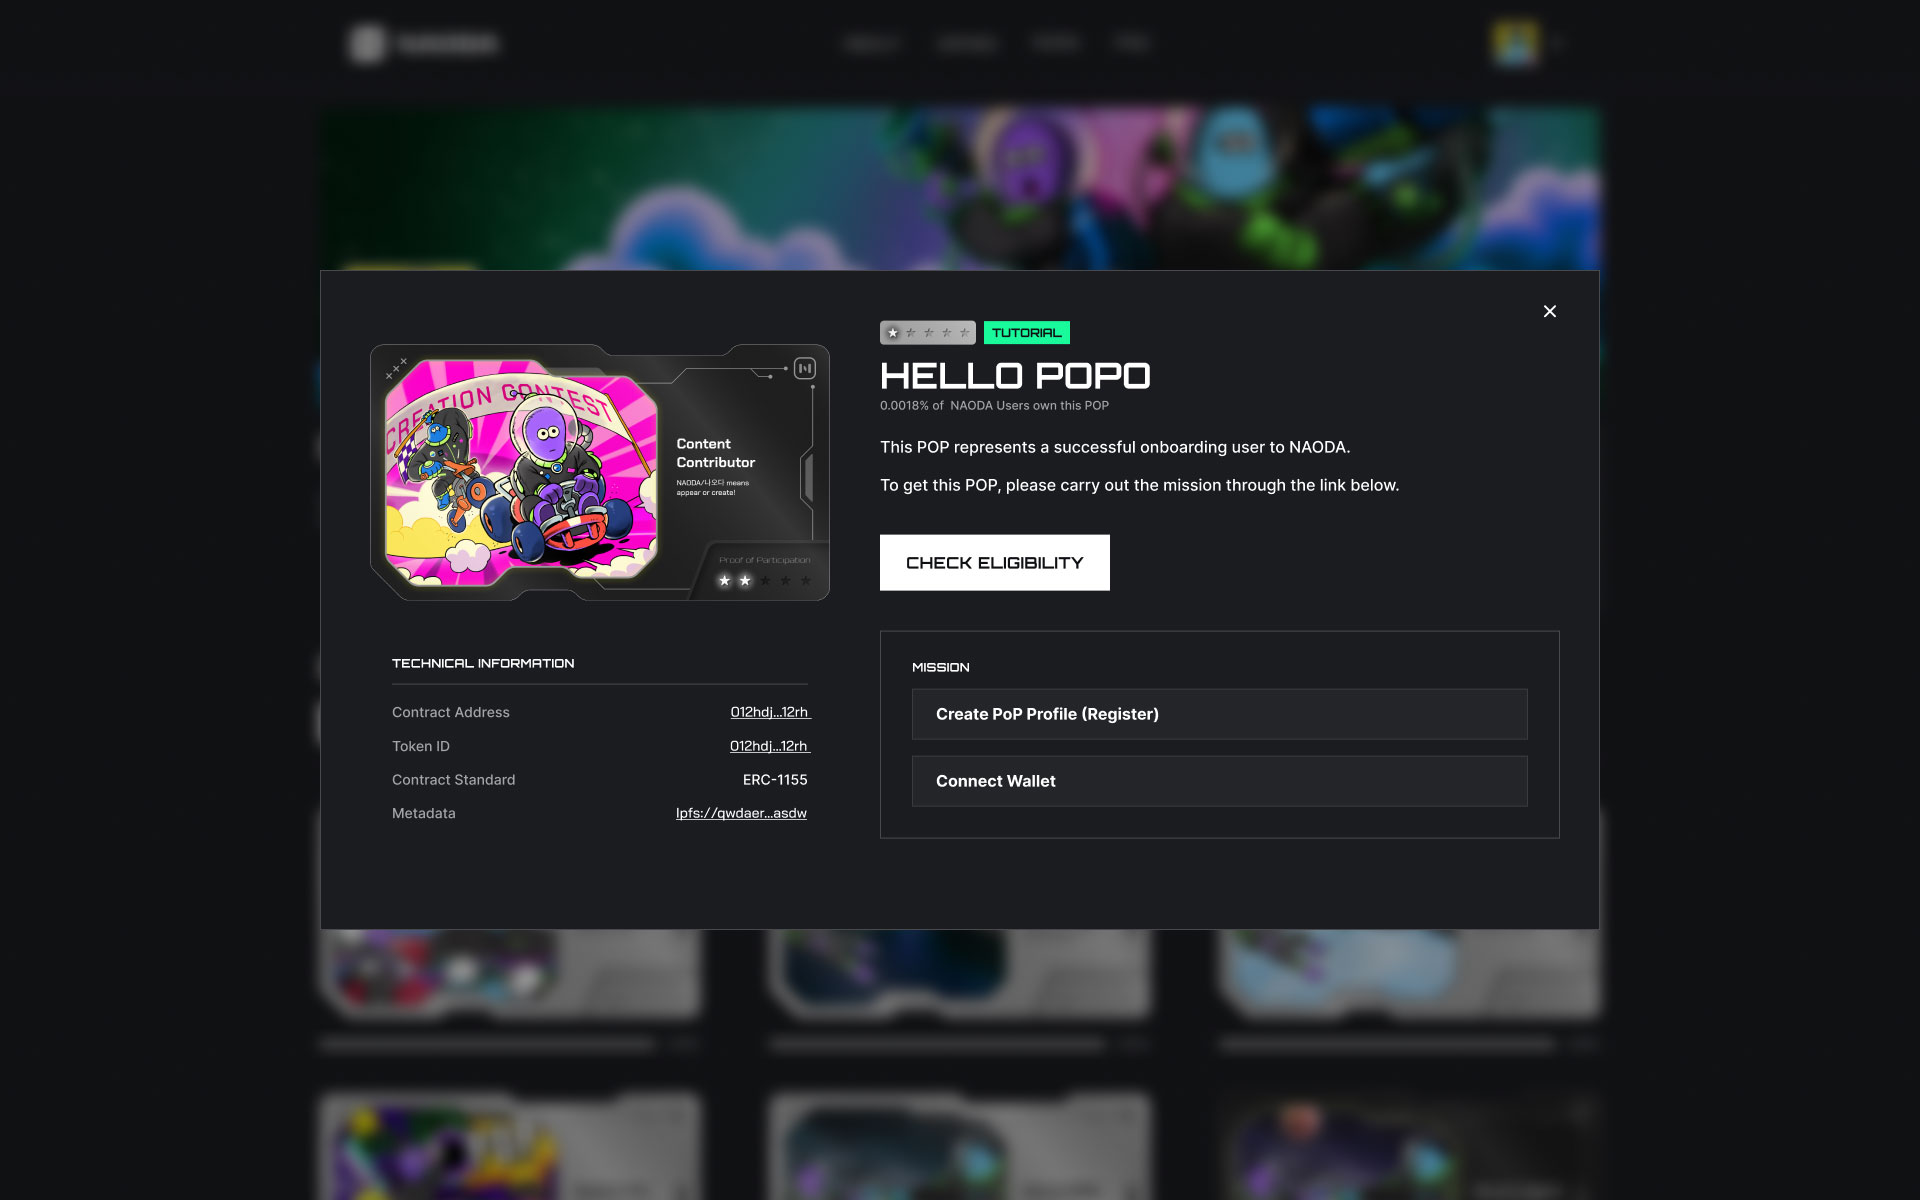 NAODA
CREATION CONTEST
Content
Contributor
NAODA/나오다 means
appear or create!
Proof of Participation
TECHNICAL INFORMATION
Contract Address 012hdj...12rh
Token ID 012hdj...12rh
Contract Standard ERC-1155
Metadata Ipfs://qwdaer...asdw
TUTORIAL
HELLO POPO
0.0018% of NAODA Users own this POP
This POP represents a successful onboarding user to NAODA.
To get this POP, please carry out the mission through the link below.
CHECK ELIGIBILITY
MISSION
Create PoP Profile (Register)
Connect Wallet